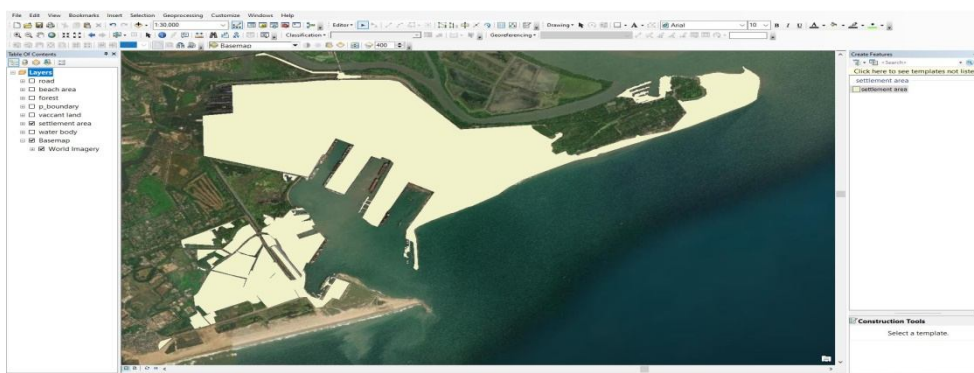 File Edit View Bookmarks Insert Selection Geoprocessing Customize Windows Help
1:30,000 Editor Drawing Arial 10 B I U A
Classification Georeferencing
Basemap 400
Table Of Contents
Layers
road
beach area
forest
p_boundary
vaccant land
settlement area
water body
Basemap
World Imagery
Create Features
<Search>
Click here to see templates not liste
settlement area
settlement area
Construction Tools
Select a template.